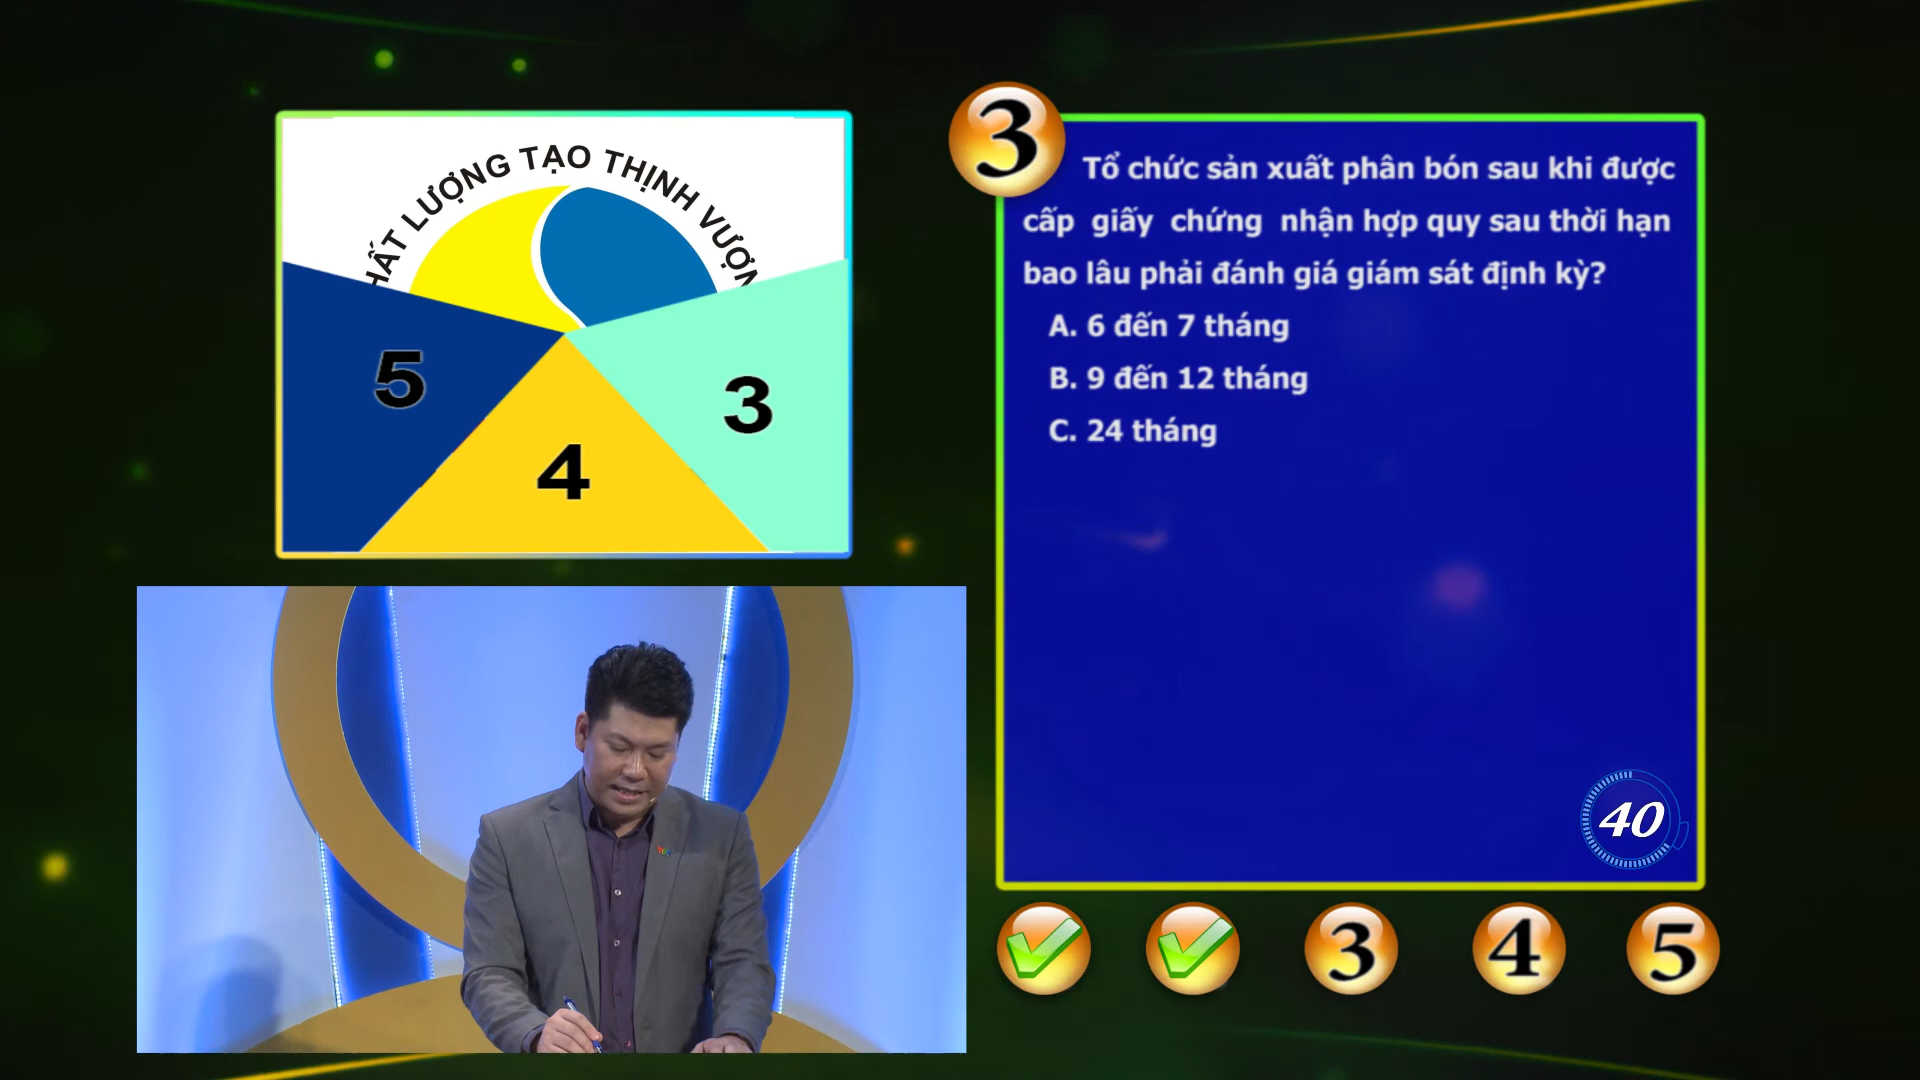 HẤT LƯỢNG TẠO THỊNH VƯỢN
5
4
3
3
Tổ chức sản xuất phân bón sau khi được
cấp giấy chứng nhận hợp quy sau thời hạn
bao lâu phải đánh giá giám sát định kỳ?
A. 6 đến 7 tháng
B. 9 đến 12 tháng
C. 24 tháng
40
3 4 5